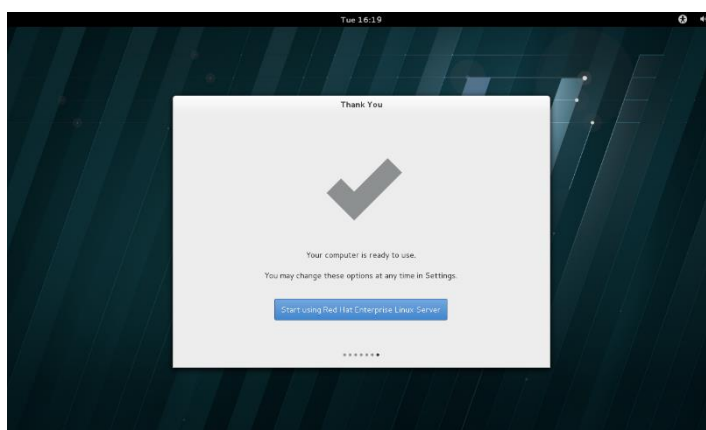 Tue 16:19
Thank You
Your computer is ready to use.
You may change these options at any time in Settings.
Start using Red Hat Enterprise Linux Server